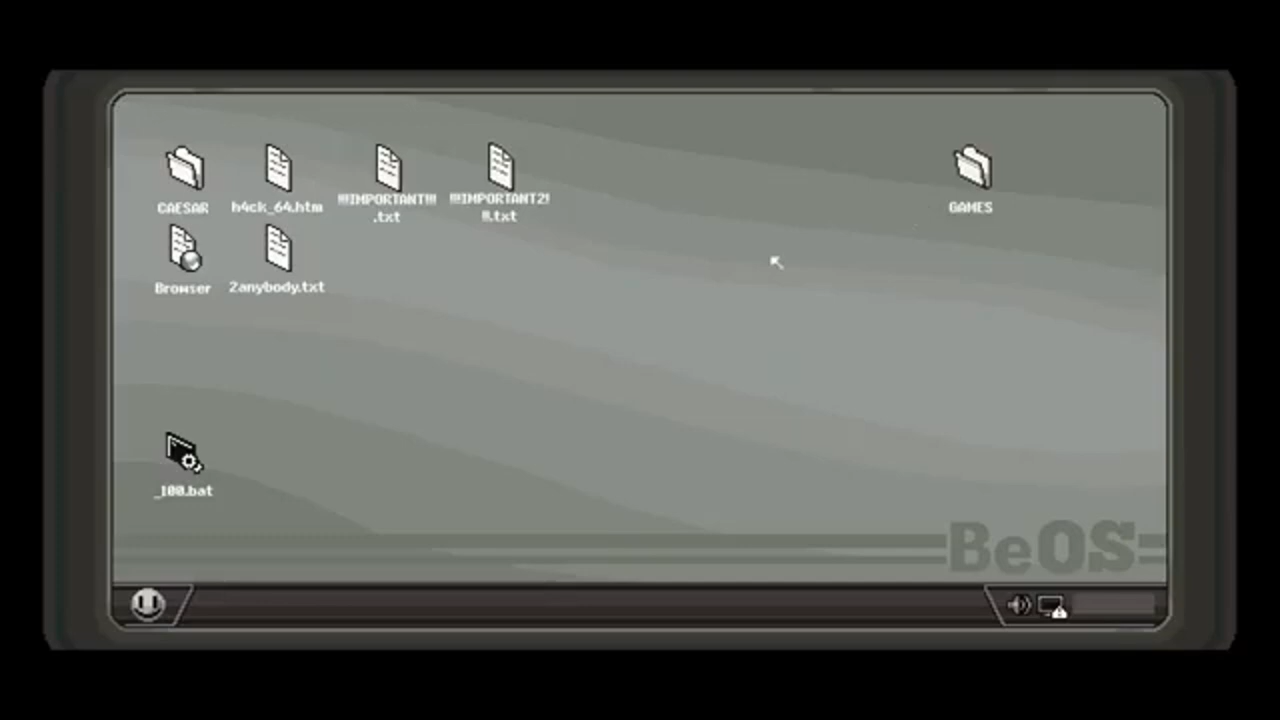 CAESAR
h4ck_64.htm
!!!IMPORTANT!!!
.txt
!!!IMPORTANT2!
!!.txt
GAMES
Browser
2anybody.txt
_100.bat
BeOS